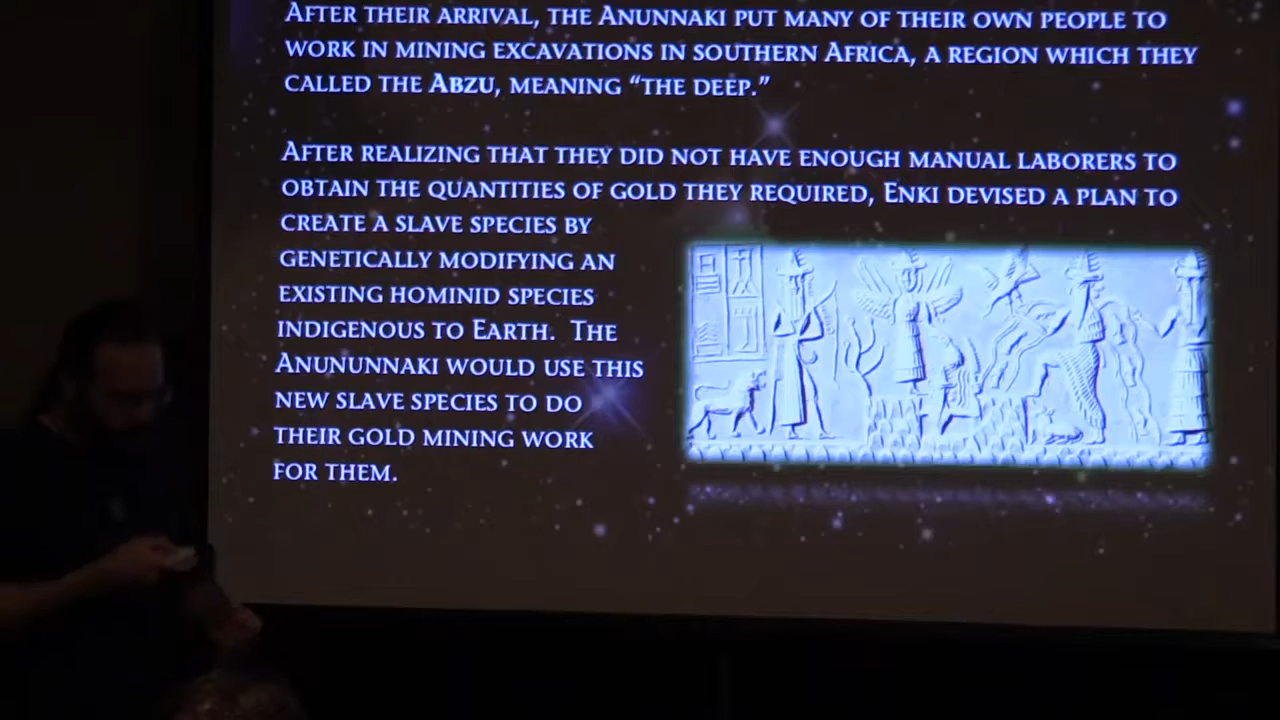 After their arrival, the Anunnaki put many of their own people to
work in mining excavations in southern Africa, a region which they
called the Abzu, meaning “the deep.”
After realizing that they did not have enough manual laborers to
obtain the quantities of gold they required, Enki devised a plan to
create a slave species by
genetically modifying an
existing hominid species
indigenous to Earth. The
Anununnaki would use this
new slave species to do
their gold mining work
for them.